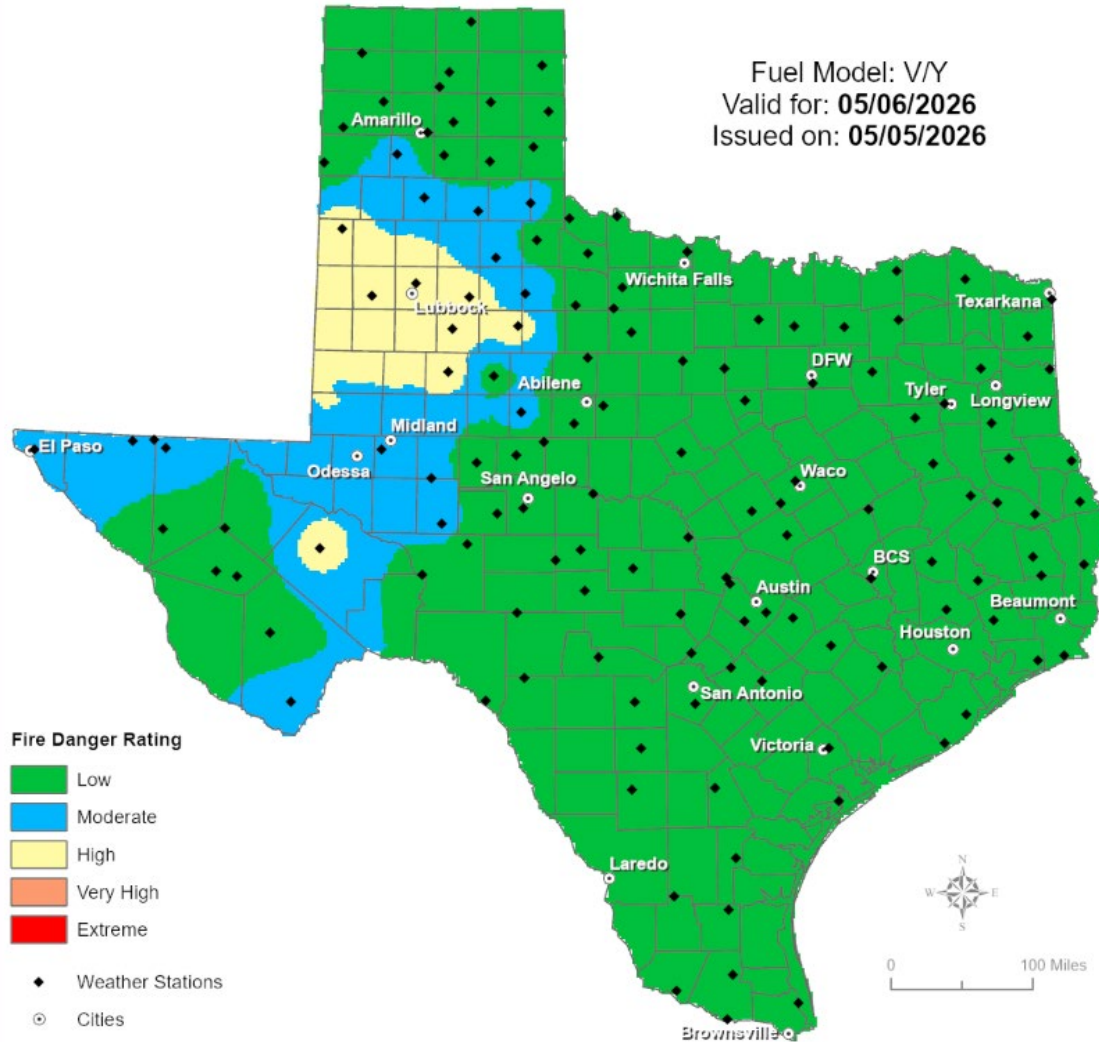 Fuel Model: V/Y
Valid for: 05/06/2026
Issued on: 05/05/2026
Amarillo
Wichita Falls
Lubbock
Texarkana
DFW
Abilene
Tyler
Longview
Midland
El Paso
Odessa
San Angelo
Waco
BCS
Austin
Beaumont
Houston
San Antonio
Victoria
Laredo
Brownsville
Fire Danger Rating
Low
Moderate
High
Very High
Extreme
Weather Stations
Cities
N
W E
S
0 100 Miles